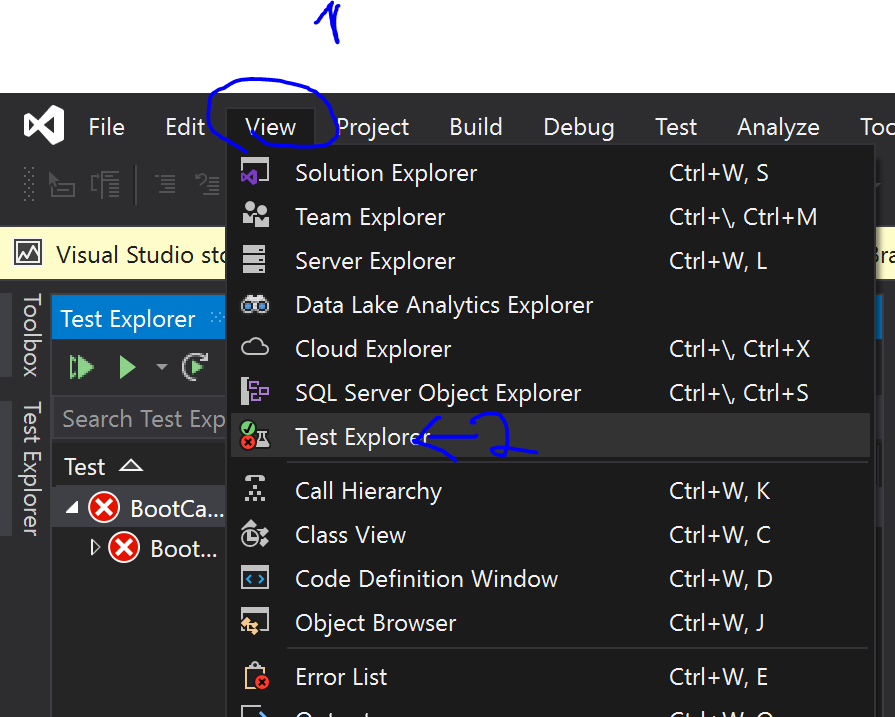 1
File Edit View Project Build Debug Test Analyze
Solution Explorer Ctrl+W, S
Team Explorer Ctrl+\, Ctrl+M
Visual Studio
Server Explorer Ctrl+W, L
Data Lake Analytics Explorer
Toolbox
Test Explorer
Cloud Explorer Ctrl+\, Ctrl+X
SQL Server Object Explorer Ctrl+\, Ctrl+S
Search Test
Test Explorer 2
Test
Test Explorer
Call Hierarchy Ctrl+W, K
BootCa...
Class View Ctrl+W, C
Boot...
Code Definition Window Ctrl+W, D
Object Browser Ctrl+W, J
Error List Ctrl+W, E